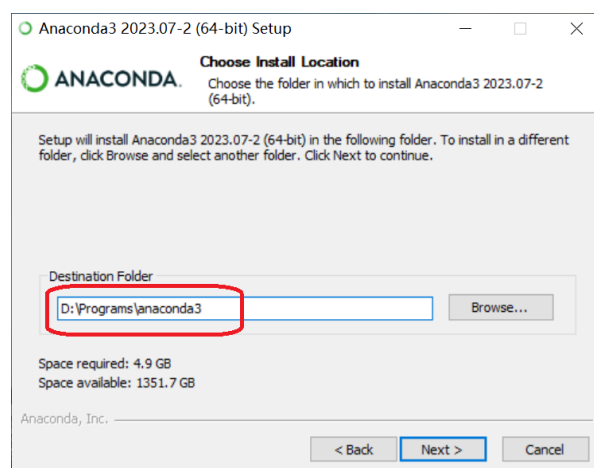 Anaconda3 2023.07-2 (64-bit) Setup
ANACONDA.
Choose Install Location
Choose the folder in which to install Anaconda3 2023.07-2
(64-bit).
Setup will install Anaconda3 2023.07-2 (64-bit) in the following folder. To install in a different
folder, click Browse and select another folder. Click Next to continue.
Destination Folder
D:\Programs\anaconda3
Browse...
Space required: 4.9 GB
Space available: 1351.7 GB
Anaconda, Inc.
< Back
Next >
Cancel